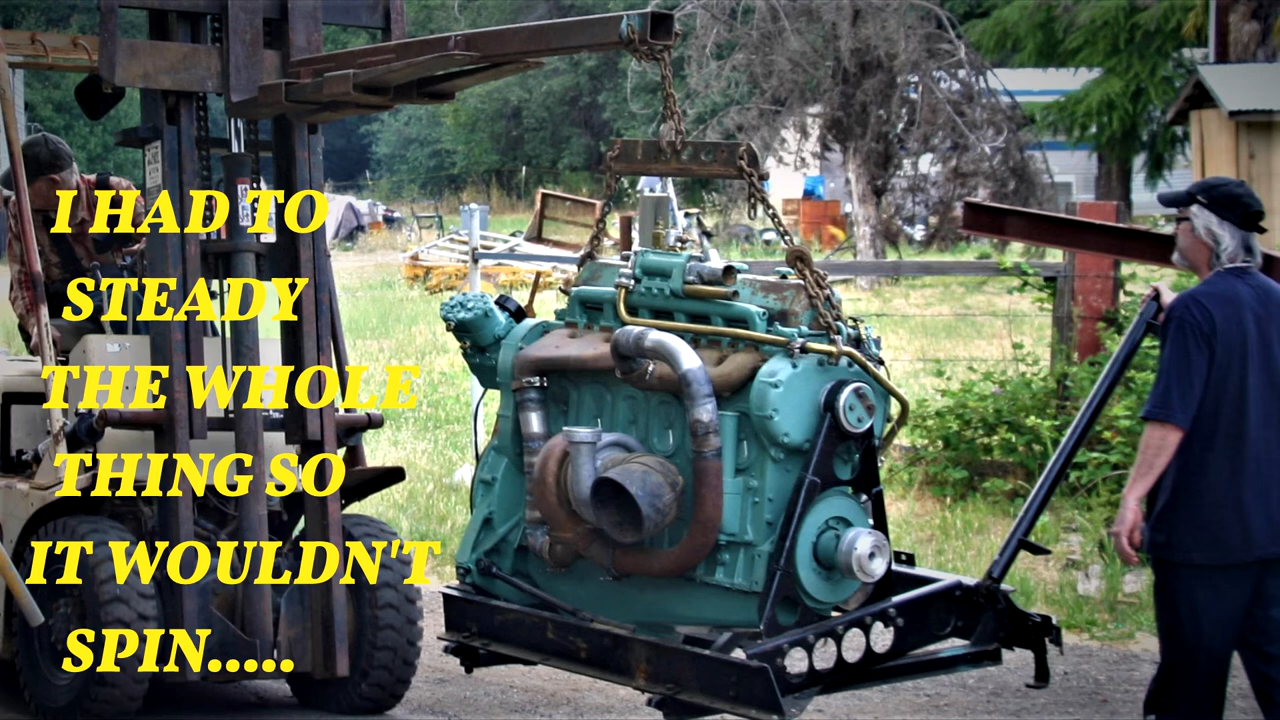 I HAD TO
STEADY
THE WHOLE
THING SO
IT WOULDN'T
SPIN.....